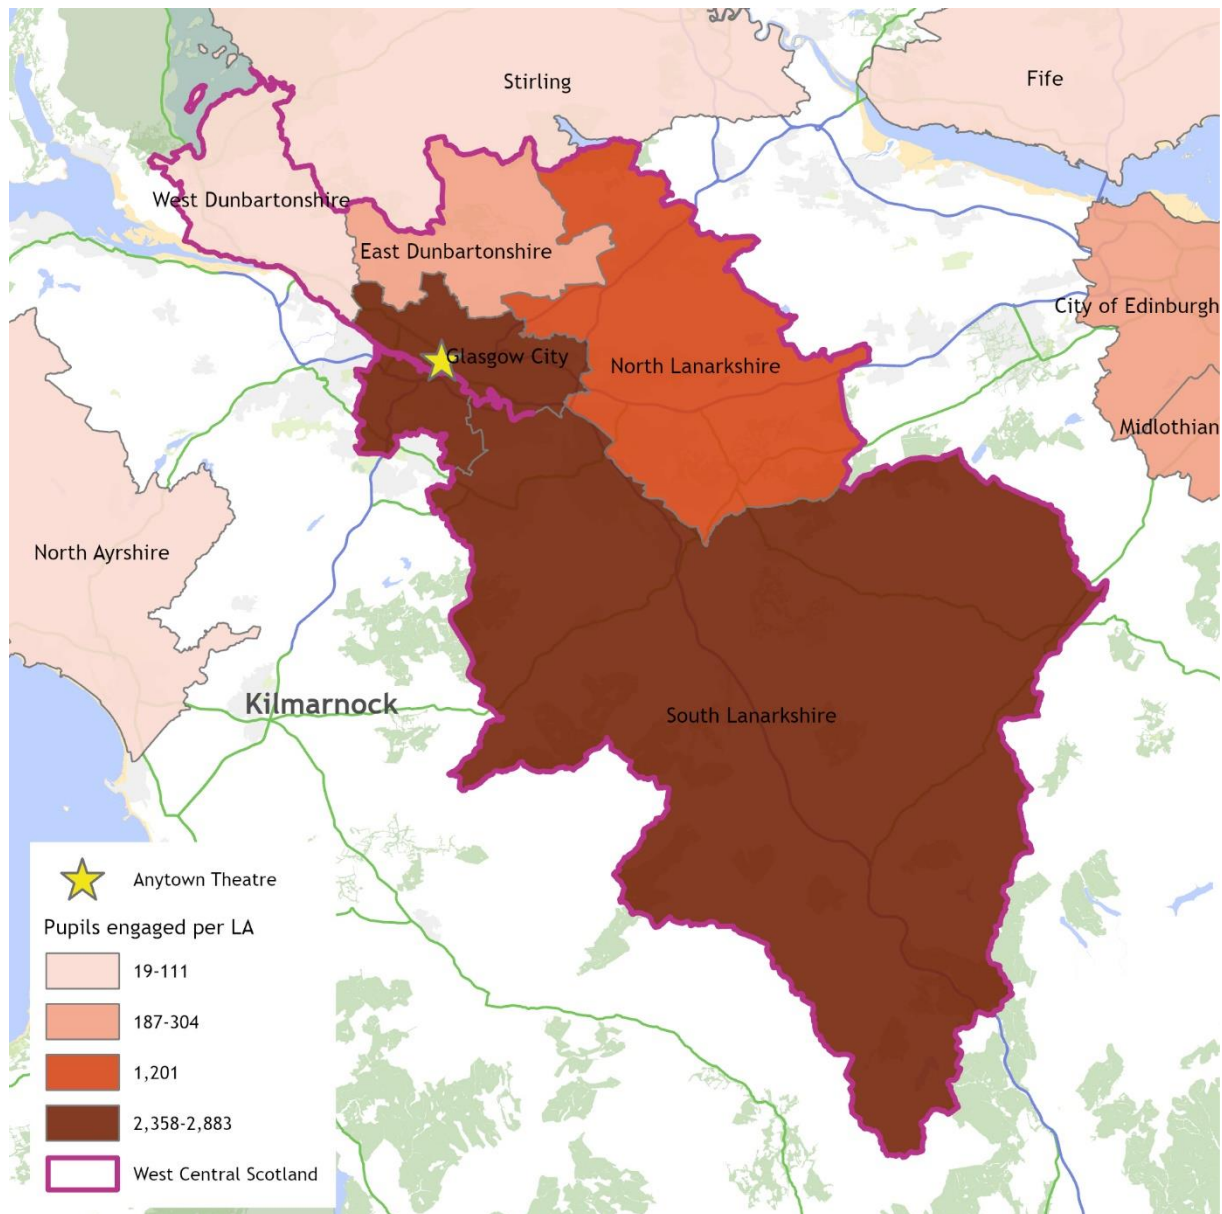 Stirling
Fife
West Dunbartonshire
East Dunbartonshire
City of Edinburgh
Glasgow City
North Lanarkshire
Midlothian
North Ayrshire
Kilmarnock
South Lanarkshire
Anytown Theatre
Pupils engaged per LA
19-111
187-304
1,201
2,358-2,883
West Central Scotland